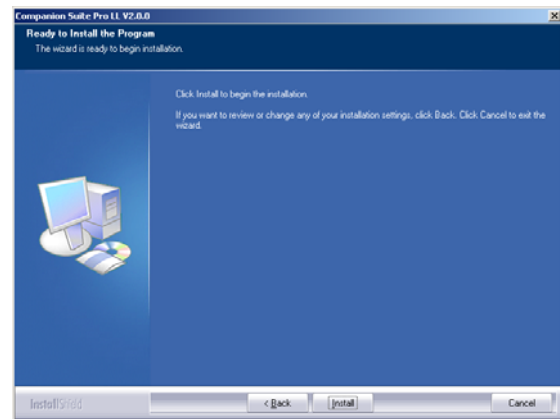 Companion Suite Pro LL V2.0.0
Ready to Install the Program
The wizard is ready to begin installation.
Click Install to begin the installation.
If you want to review or change any of your installation settings, click Back. Click Cancel to exit the
wizard.
InstallShield
< Back
Install
Cancel